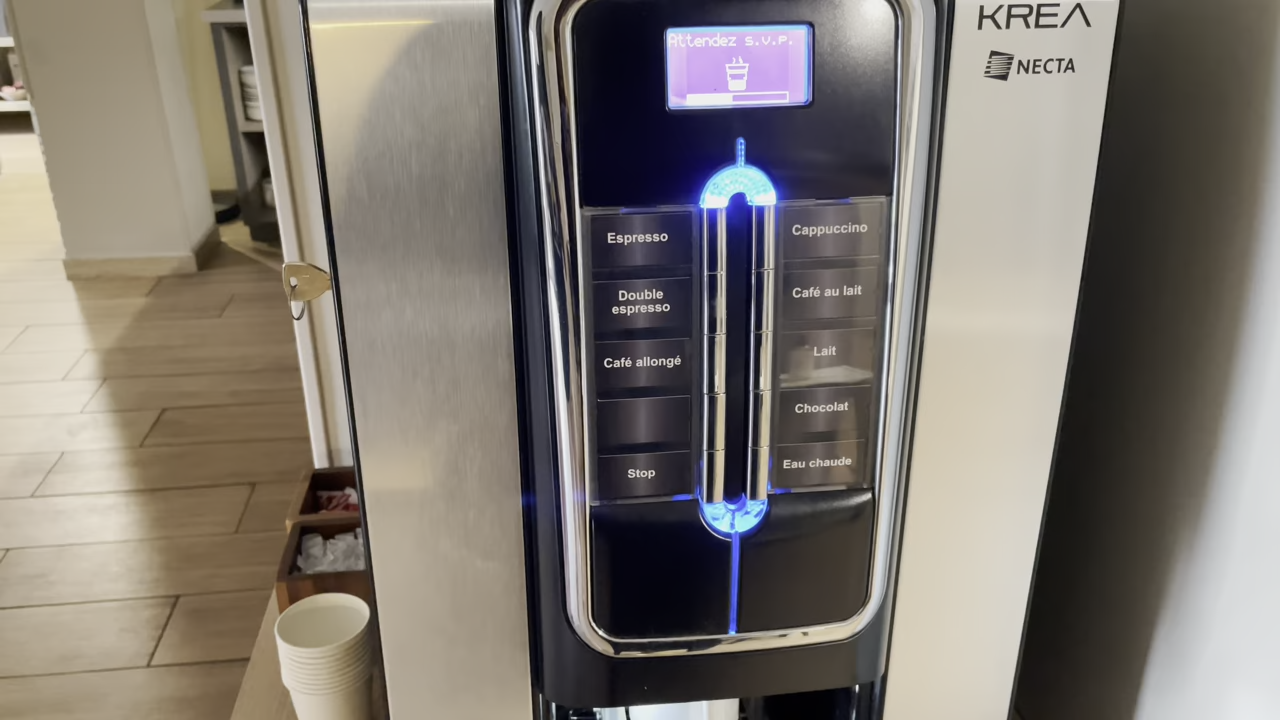 Attendez s.v.p.
KREA
NECTA
Espresso
Cappuccino
Double
espresso
Café au lait
Café allongé
Lait
Chocolat
Stop
Eau chaude